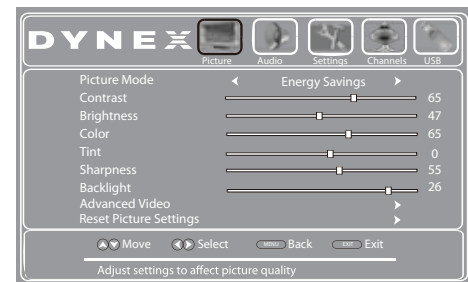 DYNEX
Picture Audio Settings Channels USB
Picture Mode Energy Savings
Contrast 65
Brightness 47
Color 65
Tint 0
Sharpness 55
Backlight 26
Advanced Video
Reset Picture Settings
Move Select MENU Back EXIT Exit
Adjust settings to affect picture quality